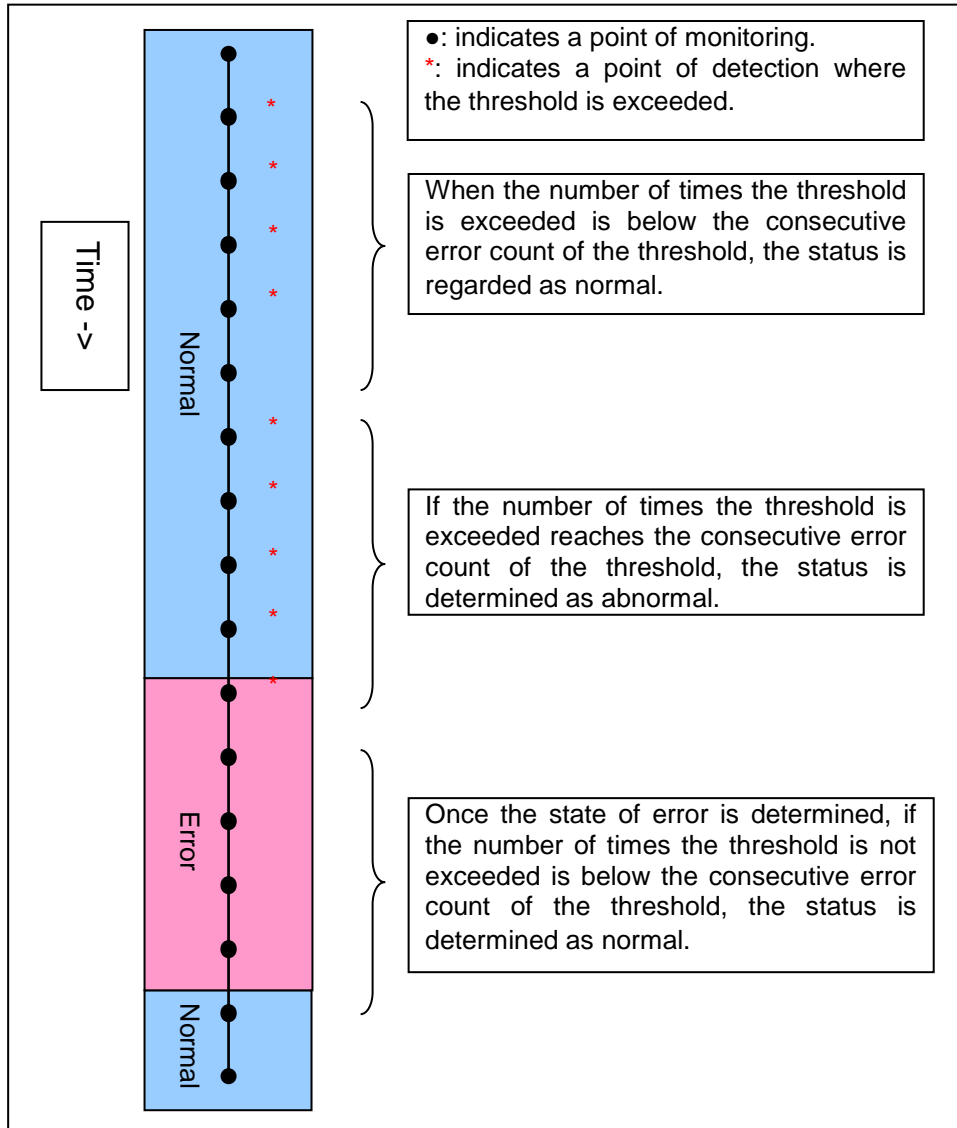 ●: indicates a point of monitoring.
*: indicates a point of detection where
the threshold is exceeded.
*
*
When the number of times the threshold
is exceeded is below the consecutive
error count of the threshold, the status is
regarded as normal.
*
*
Time ->
Normal
*
*
If the number of times the threshold is
exceeded reaches the consecutive error
count of the threshold, the status is
determined as abnormal.
*
*
*
Error
Once the state of error is determined, if
the number of times the threshold is not
exceeded is below the consecutive error
count of the threshold, the status is
determined as normal.
Normal